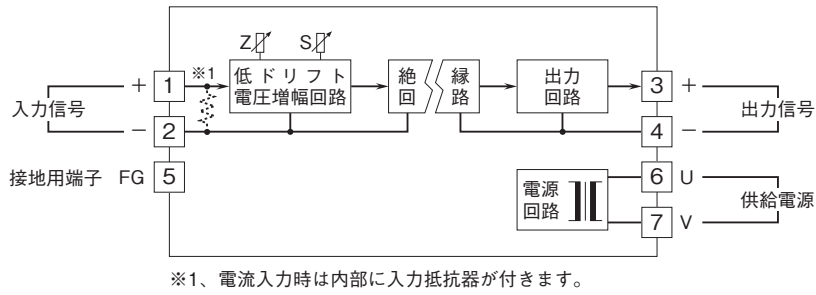 Z S
※1
+ 1
入力信号
− 2
低ドリフト
電圧増幅回路
絶 縁
回 路
出力
回路
3 +
出力信号
4 −
接地用端子 FG 5
電源
回路
6 U
供給電源
7 V
※1、電流入力時は内部に入力抵抗器が付きます。